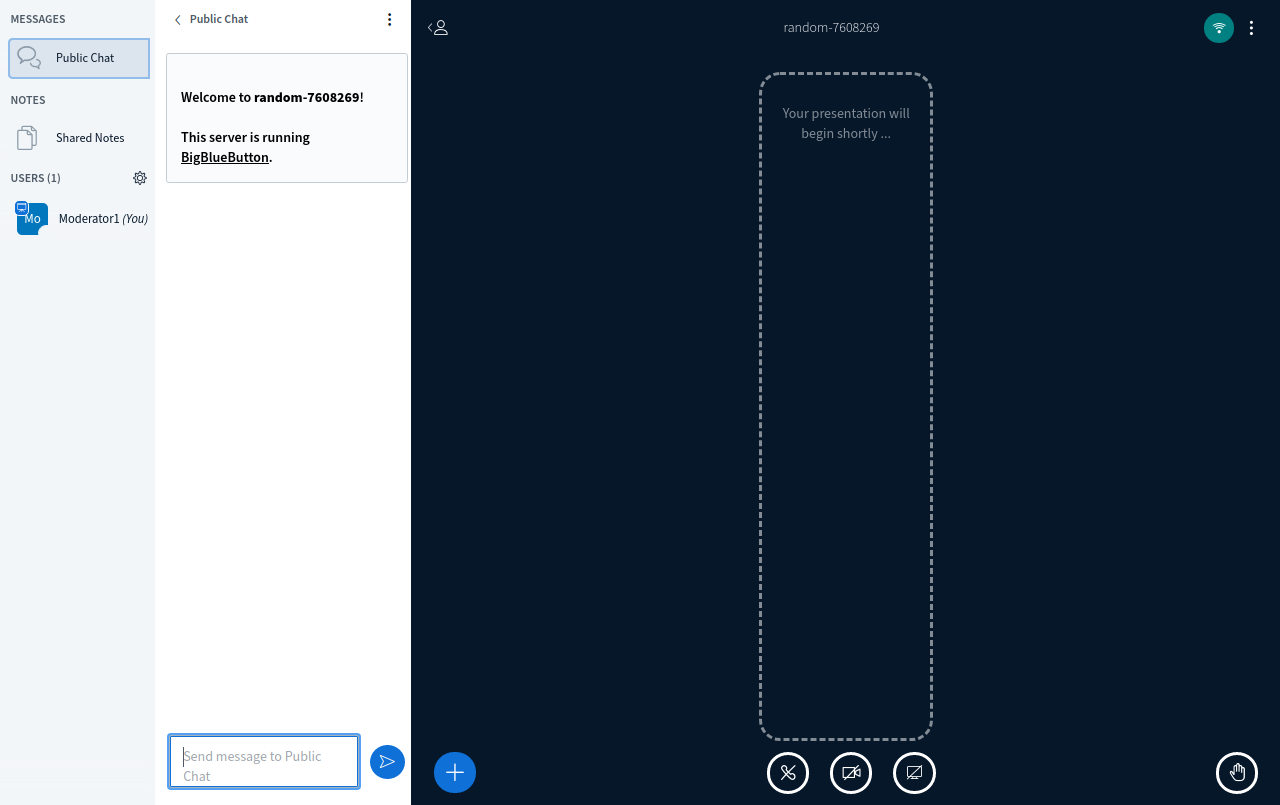 MESSAGES
Public Chat
NOTES
Shared Notes
USERS (1)
Mo
Moderator1 (You)
Public Chat
Welcome to random-7608269!
This server is running
BigBlueButton.
Send message to Public
Chat
random-7608269
Your presentation will
begin shortly ...